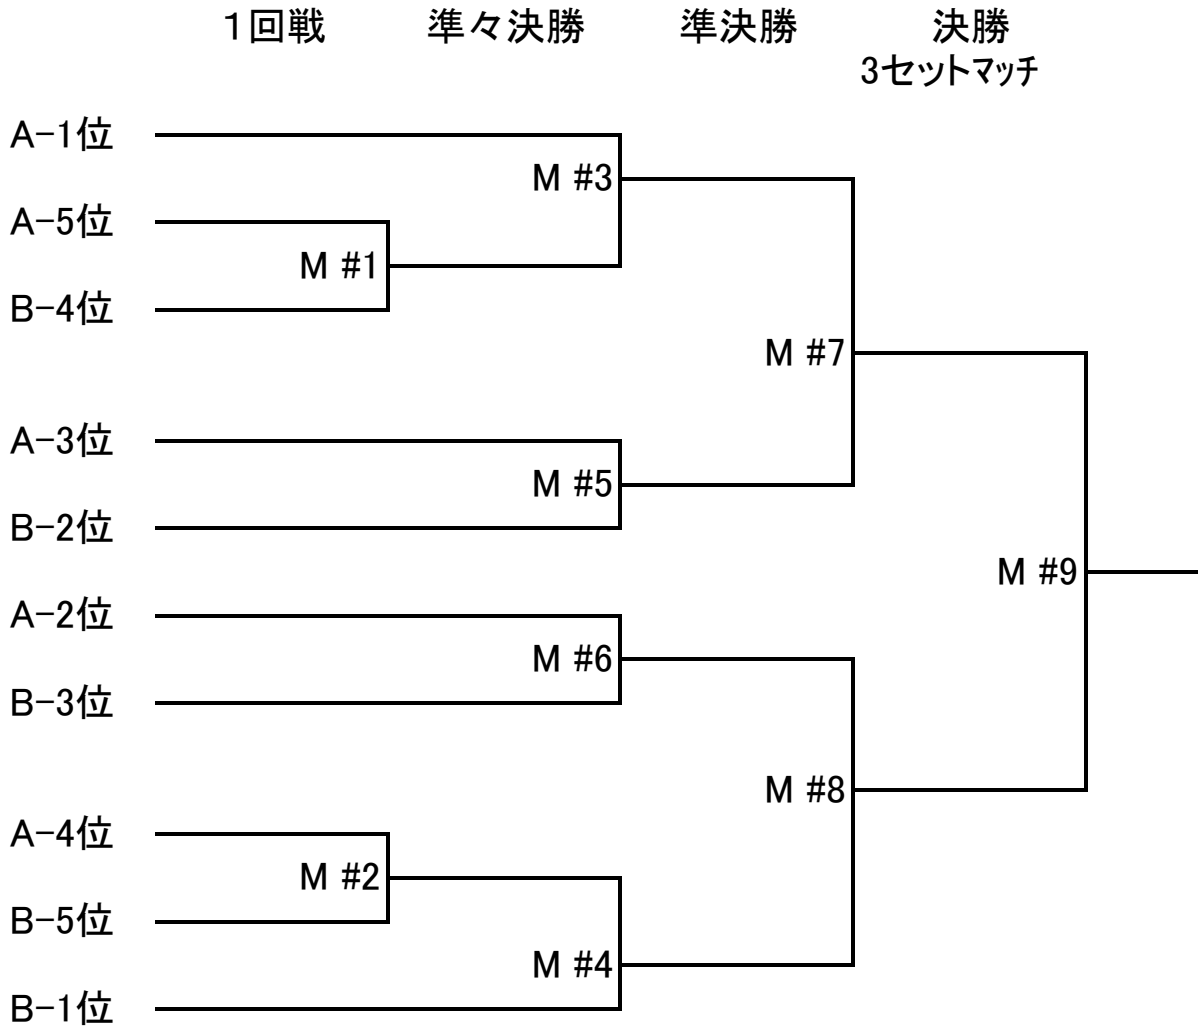 １回戦 準々決勝 準決勝 決勝
3セットマッチ
A-1位
M #3
A-5位
M #1
B-4位
M #7
A-3位
M #5
B-2位
M #9
A-2位
M #6
B-3位
M #8
A-4位
M #2
B-5位
M #4
B-1位